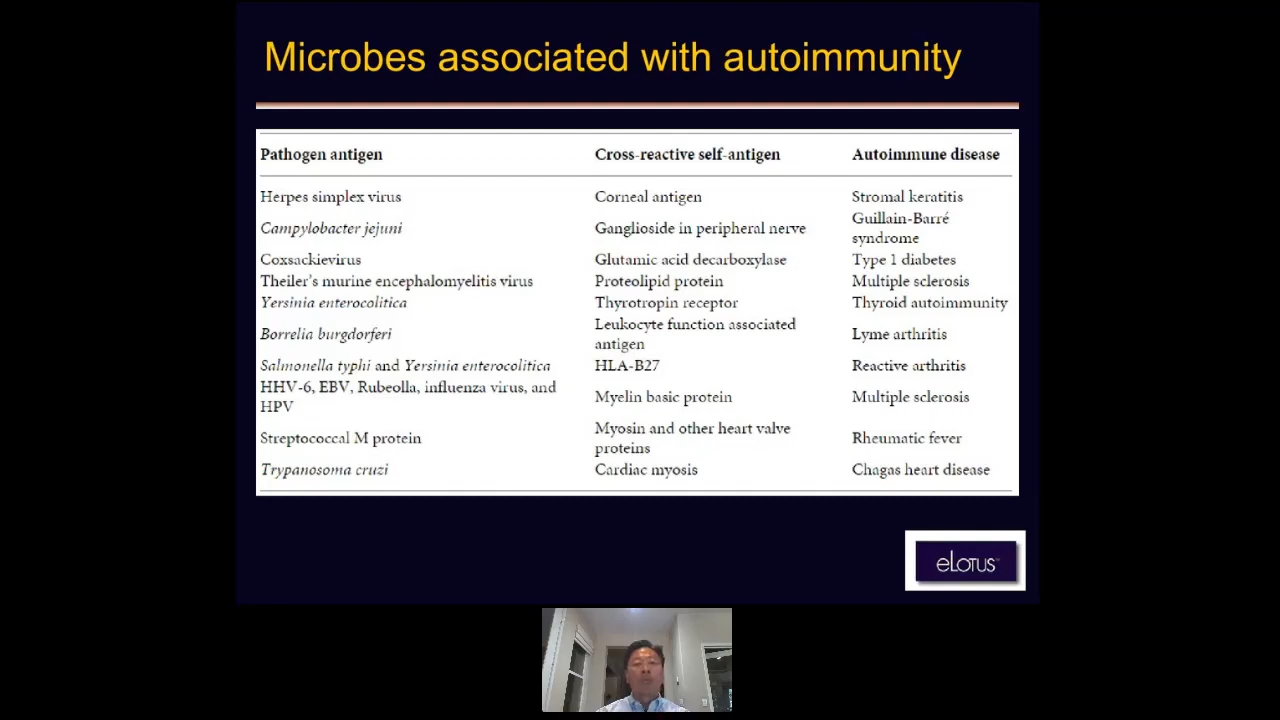 Microbes associated with autoimmunity
Pathogen antigen Cross-reactive self-antigen Autoimmune disease
Herpes simplex virus Corneal antigen Stromal keratitis
Campylobacter jejuni Ganglioside in peripheral nerve Guillain-Barré
syndrome
Coxsackievirus Glutamic acid decarboxylase Type 1 diabetes
Theiler's murine encephalomyelitis virus Proteolipid protein Multiple sclerosis
Yersinia enterocolitica Thyrotropin receptor Thyroid autoimmunity
Borrelia burgdorferi Leukocyte function associated
antigen Lyme arthritis
Salmonella typhi and Yersinia enterocolitica HLA-B27 Reactive arthritis
HHV-6, EBV, Rubeolla, influenza virus, and
HPV Myelin basic protein Multiple sclerosis
Streptococcal M protein Myosin and other heart valve
proteins Rheumatic fever
Trypanosoma cruzi Cardiac myosis Chagas heart disease
eLotus